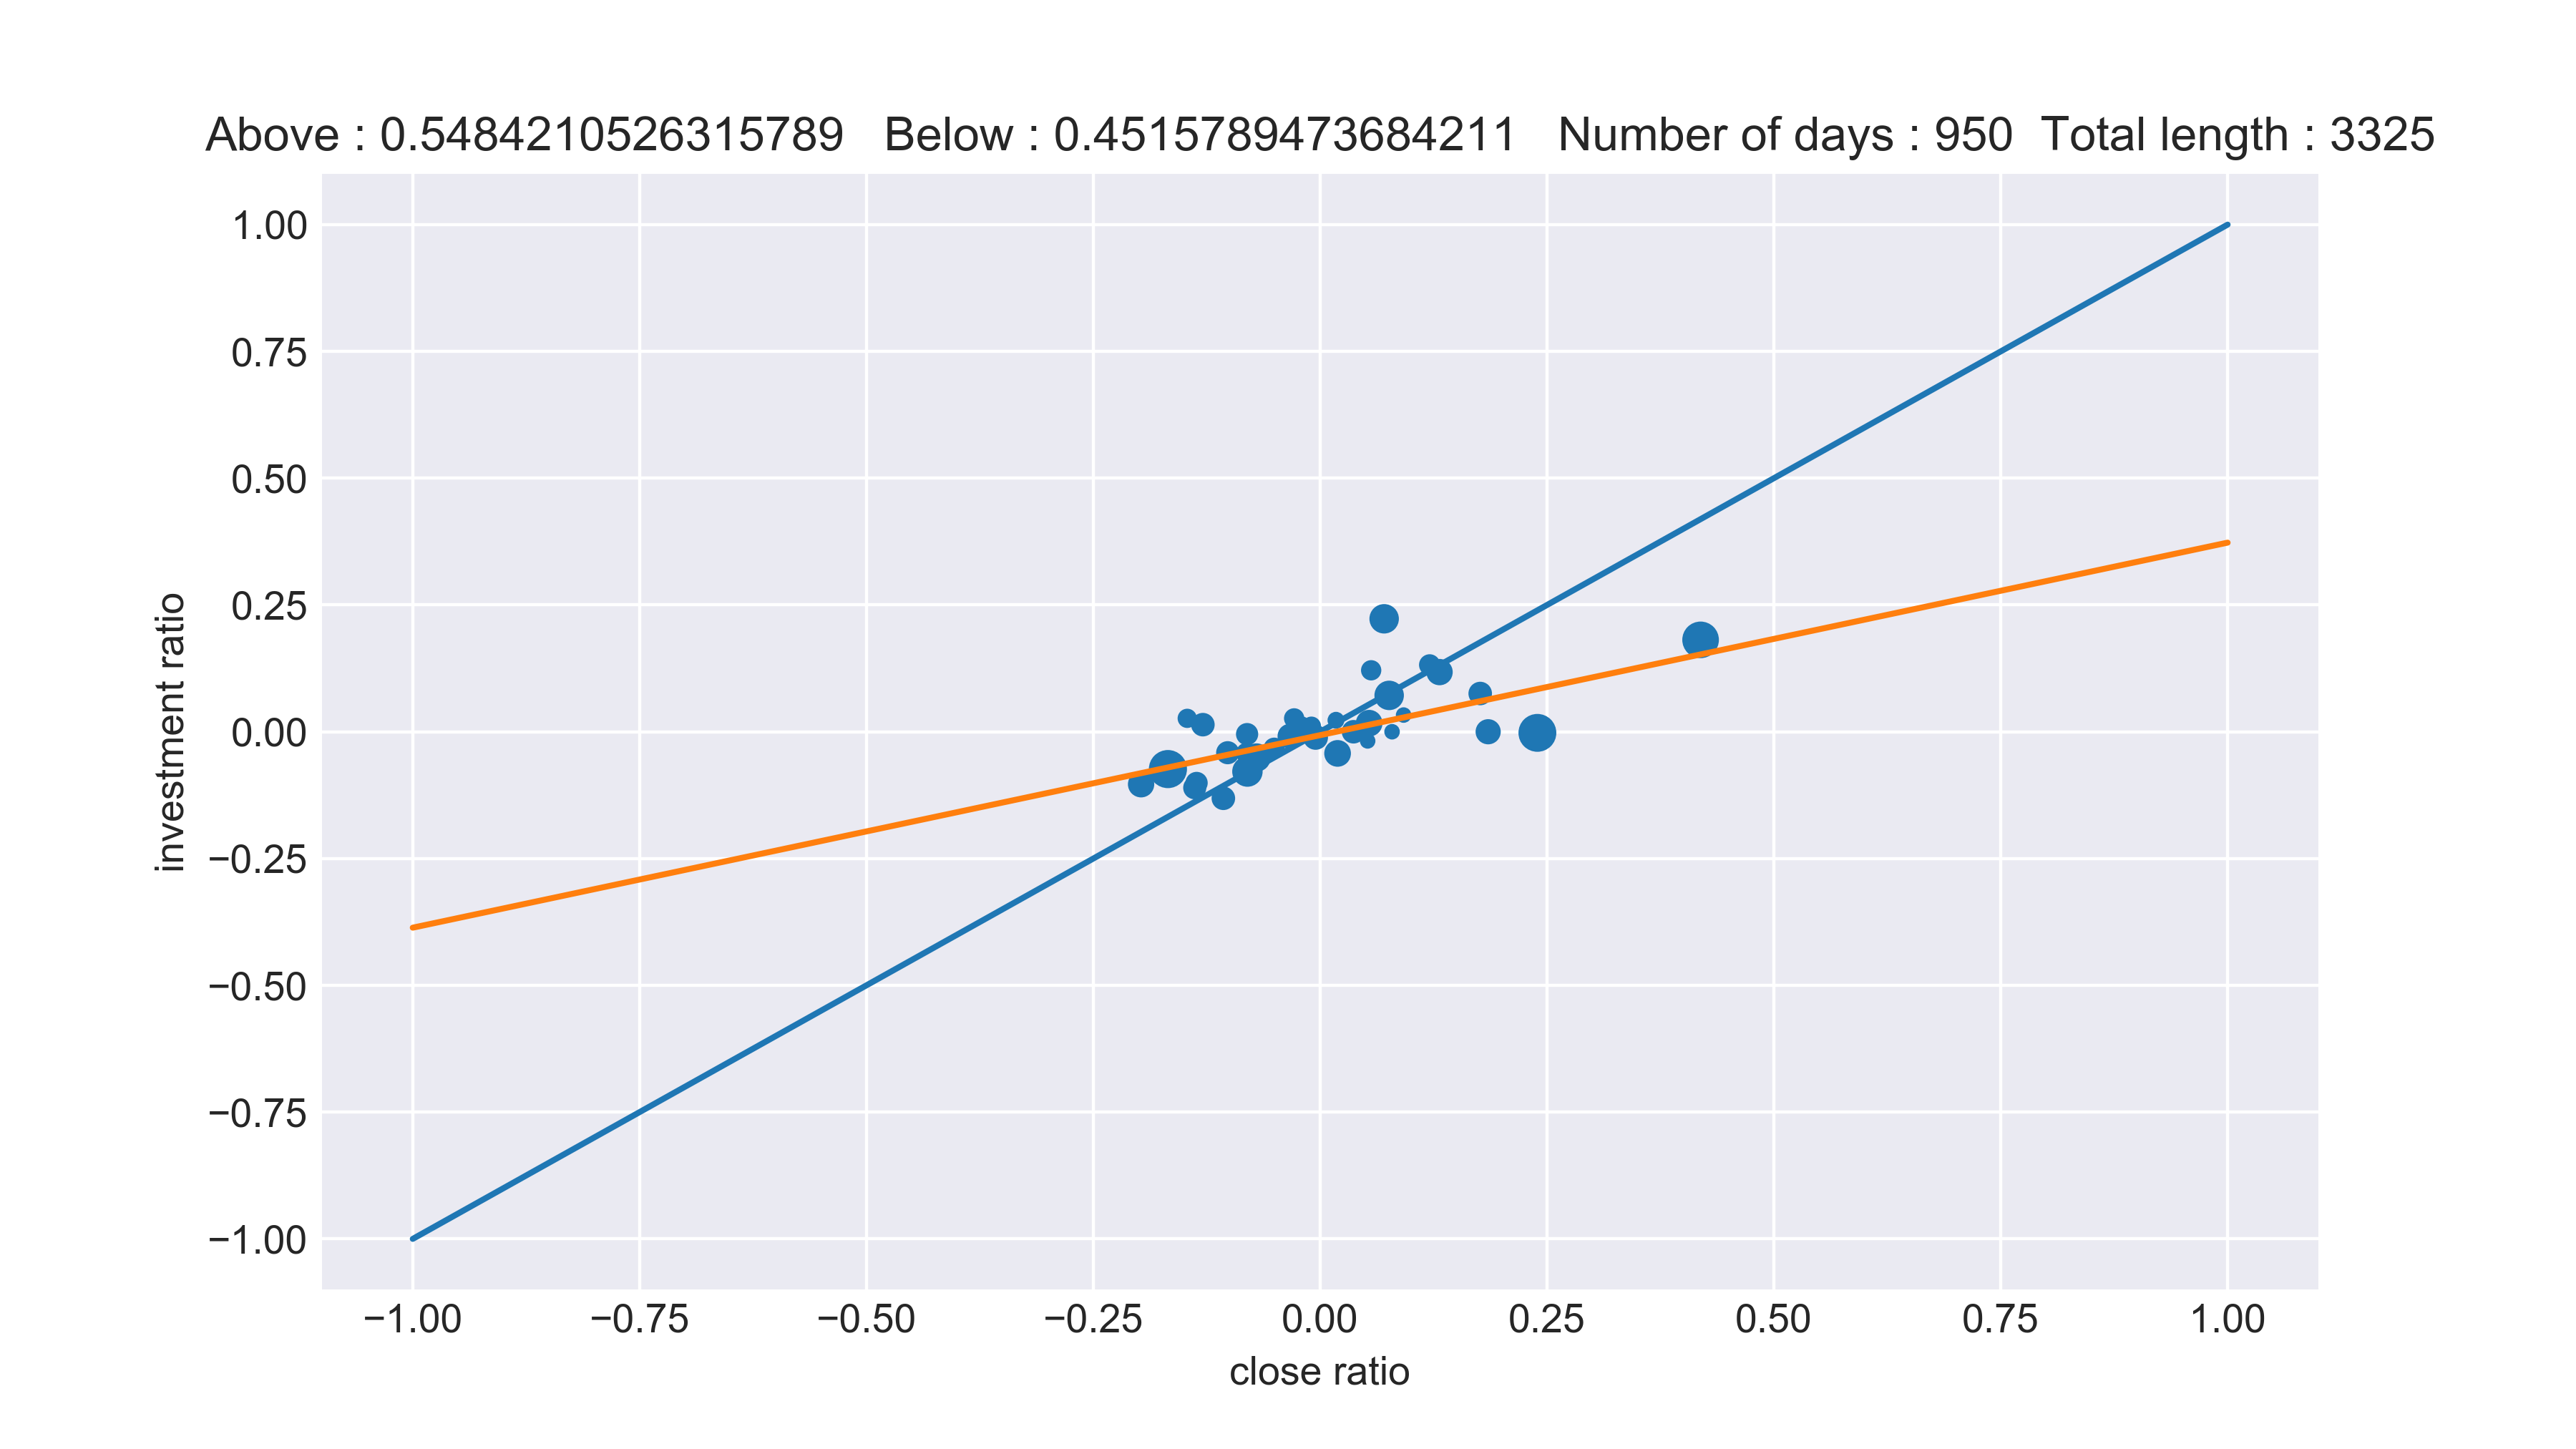 Above : 0.5484210526315789   Below : 0.4515789473684211   Number of days : 950  Total length : 3325
1.00
0.75
0.50
0.25
0.00
−0.25
−0.50
−0.75
−1.00
investment ratio
−1.00 −0.75 −0.50 −0.25 0.00 0.25 0.50 0.75 1.00
close ratio